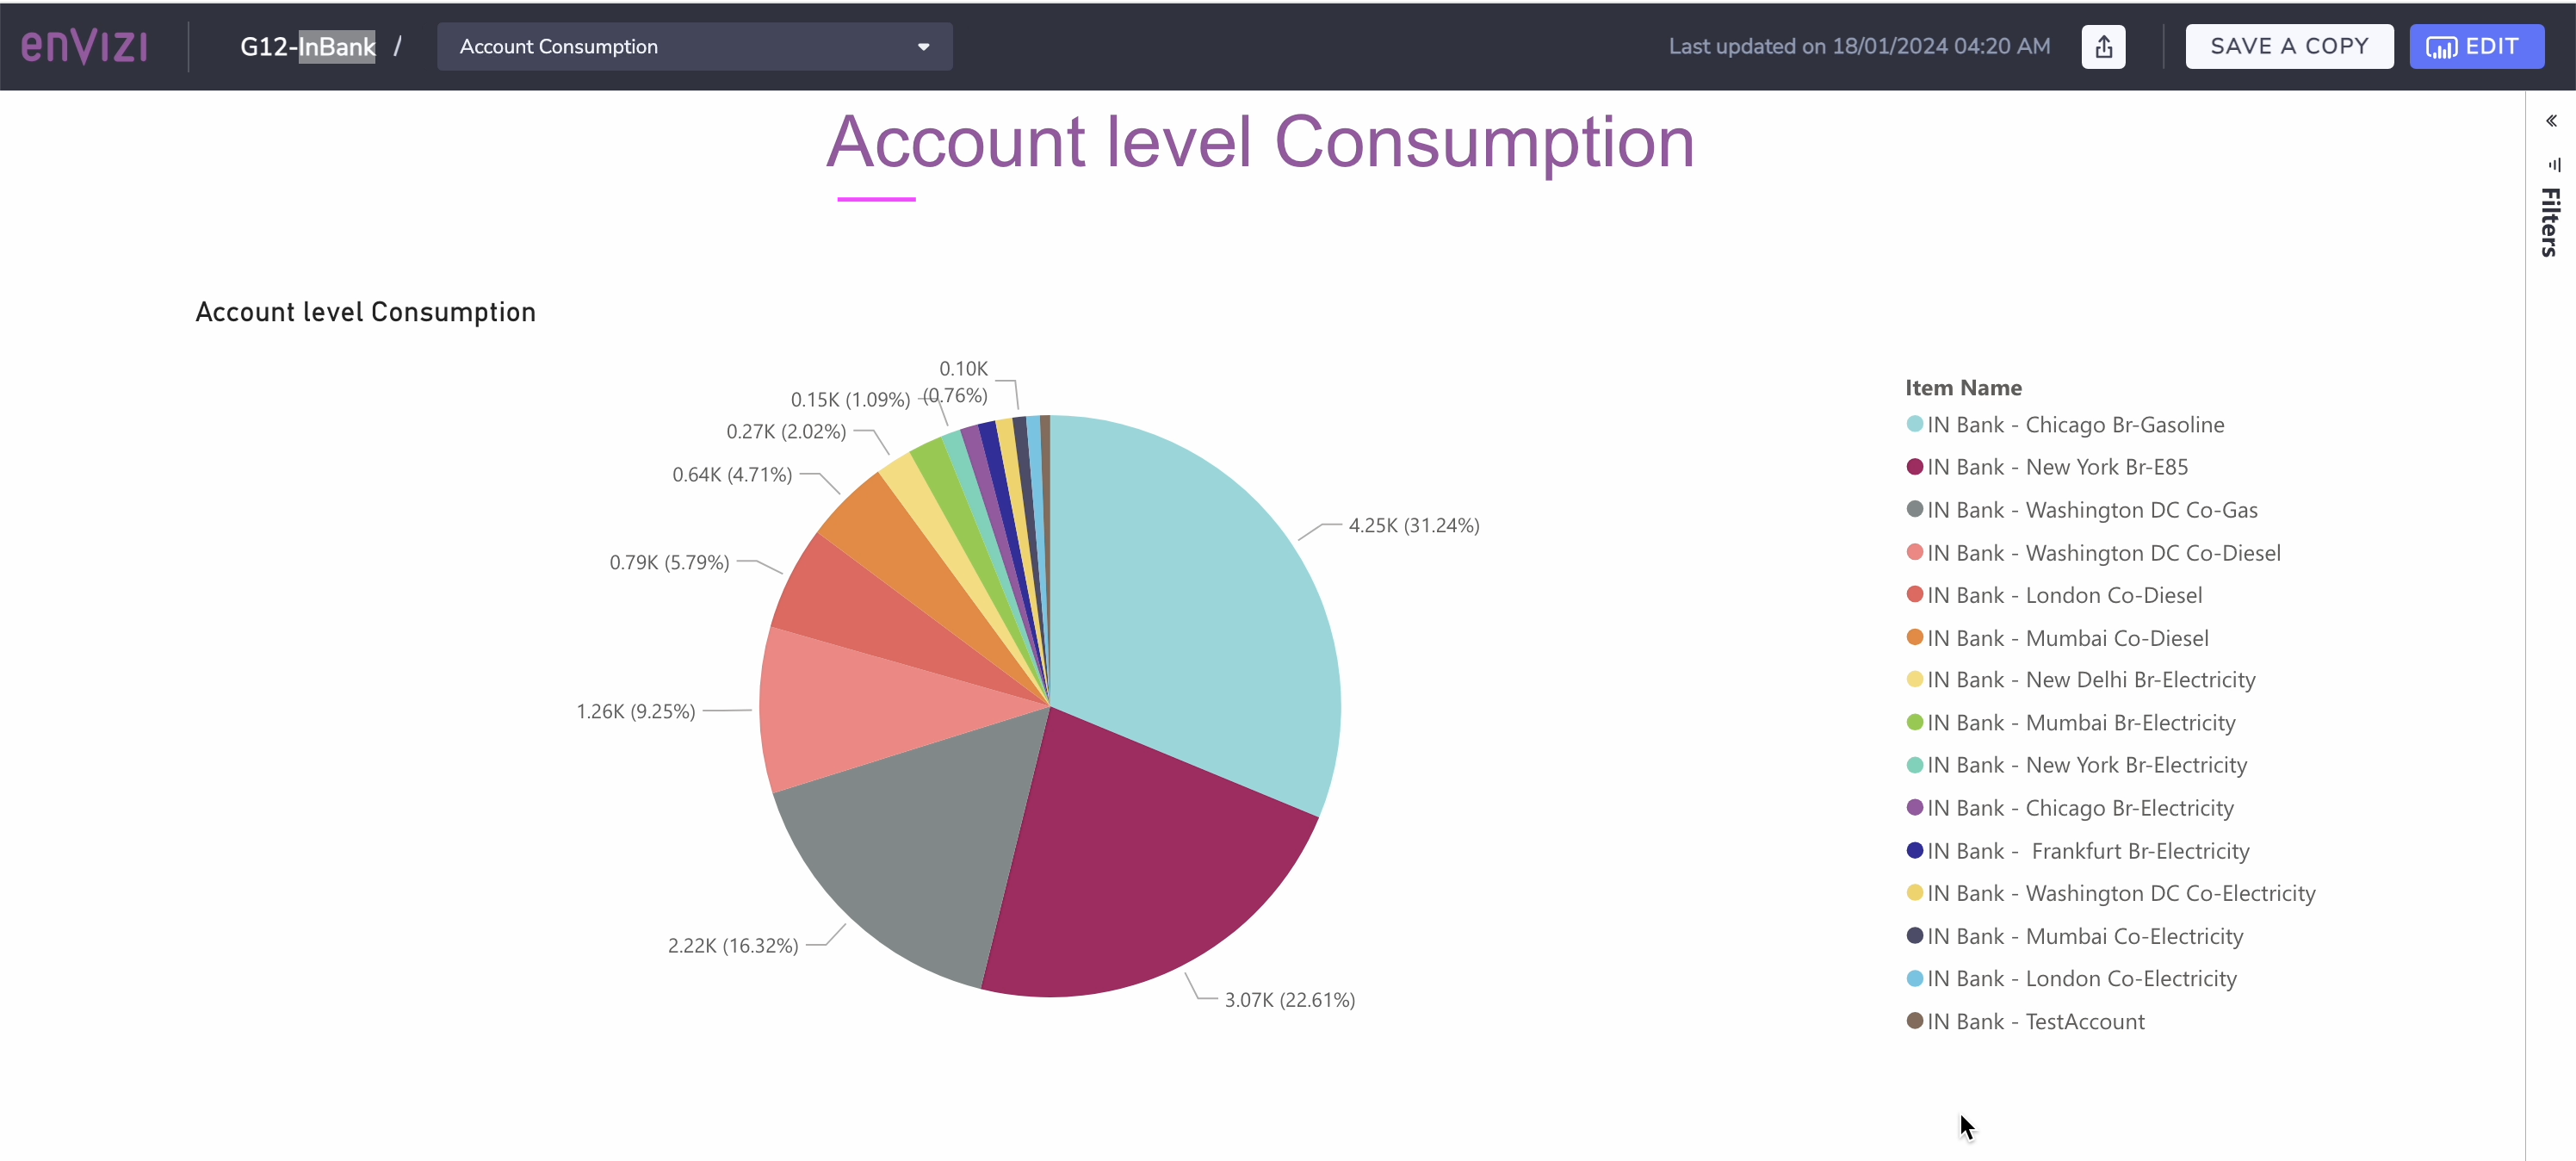 envizi
G12-InBank /
Account Consumption
Last updated on 18/01/2024 04:20 AM
SAVE A COPY
EDIT
Filters
Account level Consumption
Account level Consumption
0.10K
(0.76%)
0.15K (1.09%)
0.27K (2.02%)
0.64K (4.71%)
0.79K (5.79%)
1.26K (9.25%)
2.22K (16.32%)
4.25K (31.24%)
3.07K (22.61%)
Item Name
IN Bank - Chicago Br-Gasoline
IN Bank - New York Br-E85
IN Bank - Washington DC Co-Gas
IN Bank - Washington DC Co-Diesel
IN Bank - London Co-Diesel
IN Bank - Mumbai Co-Diesel
IN Bank - New Delhi Br-Electricity
IN Bank - Mumbai Br-Electricity
IN Bank - New York Br-Electricity
IN Bank - Chicago Br-Electricity
IN Bank -  Frankfurt Br-Electricity
IN Bank - Washington DC Co-Electricity
IN Bank - Mumbai Co-Electricity
IN Bank - London Co-Electricity
IN Bank - TestAccount